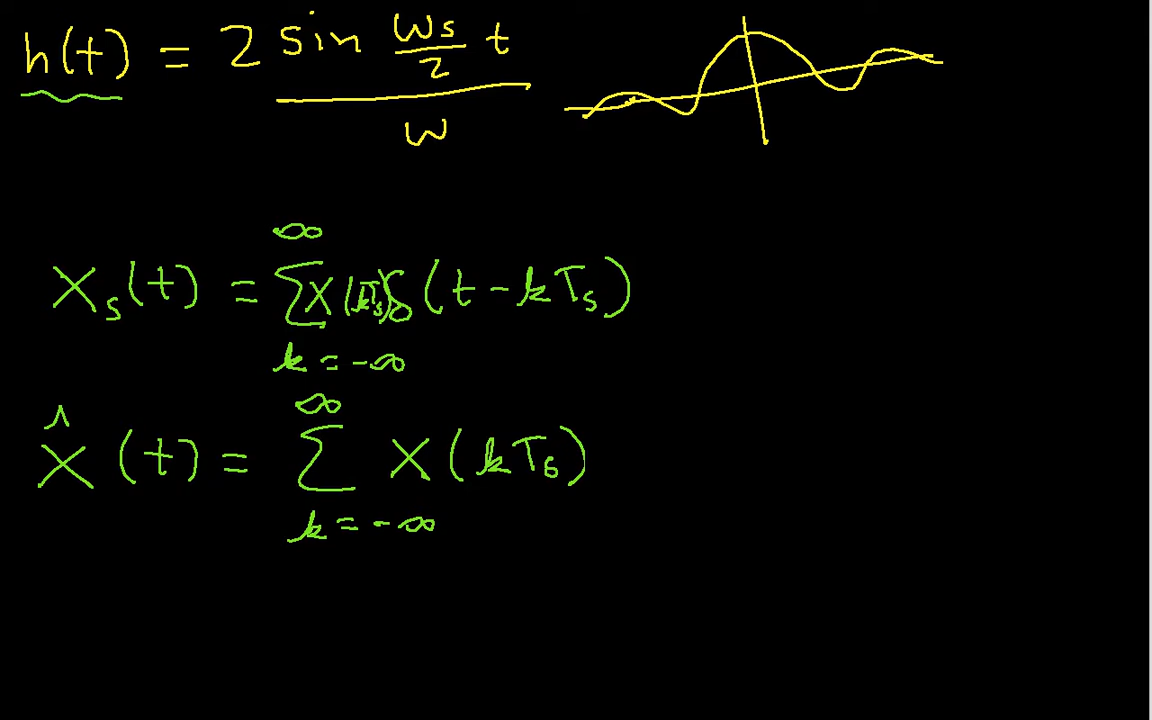 h(t) = 2 sin ωs/2 t / ω
∞
Xs(t) = Σ X(kTs)δ(t - kTs)
k = -∞
∞
X̂(t) = Σ X(kTs)
k = -∞